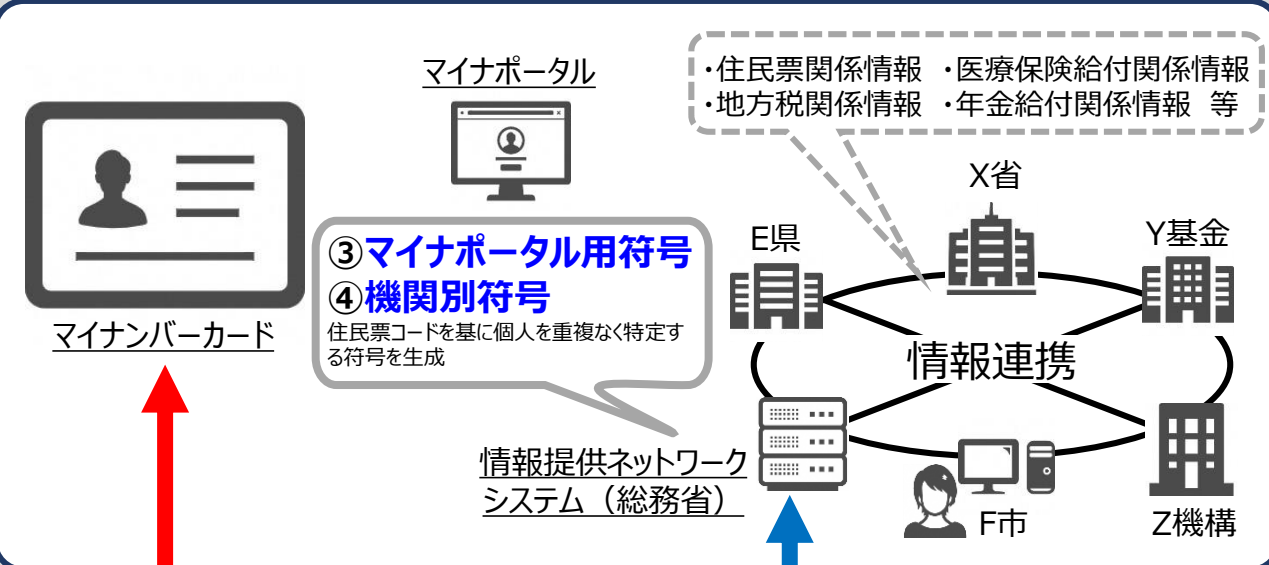 マイナポータル
・住民票関係情報 ・医療保険給付関係情報
・地方税関係情報 ・年金給付関係情報 等
マイナンバーカード
③マイナポータル用符号
④機関別符号
住民票コードを基に個人を重複なく特定す
る符号を生成
X省
E県
Y基金
情報連携
情報提供ネットワーク
システム（総務省）
F市
Z機構